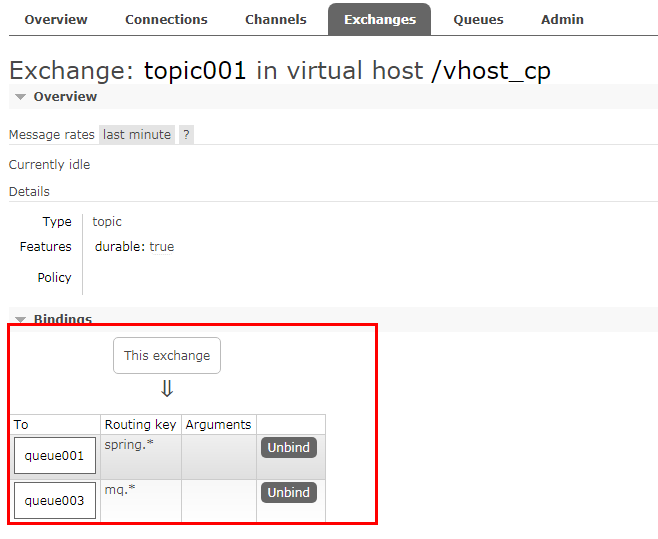 Overview Connections Channels Exchanges Queues Admin
Exchange: topic001 in virtual host /vhost_cp
Overview
Message rates last minute ?
Currently idle
Details
Type topic
Features durable: true
Policy
Bindings
This exchange
⇓
To Routing key Arguments
queue001 spring.* Unbind
queue003 mq.* Unbind